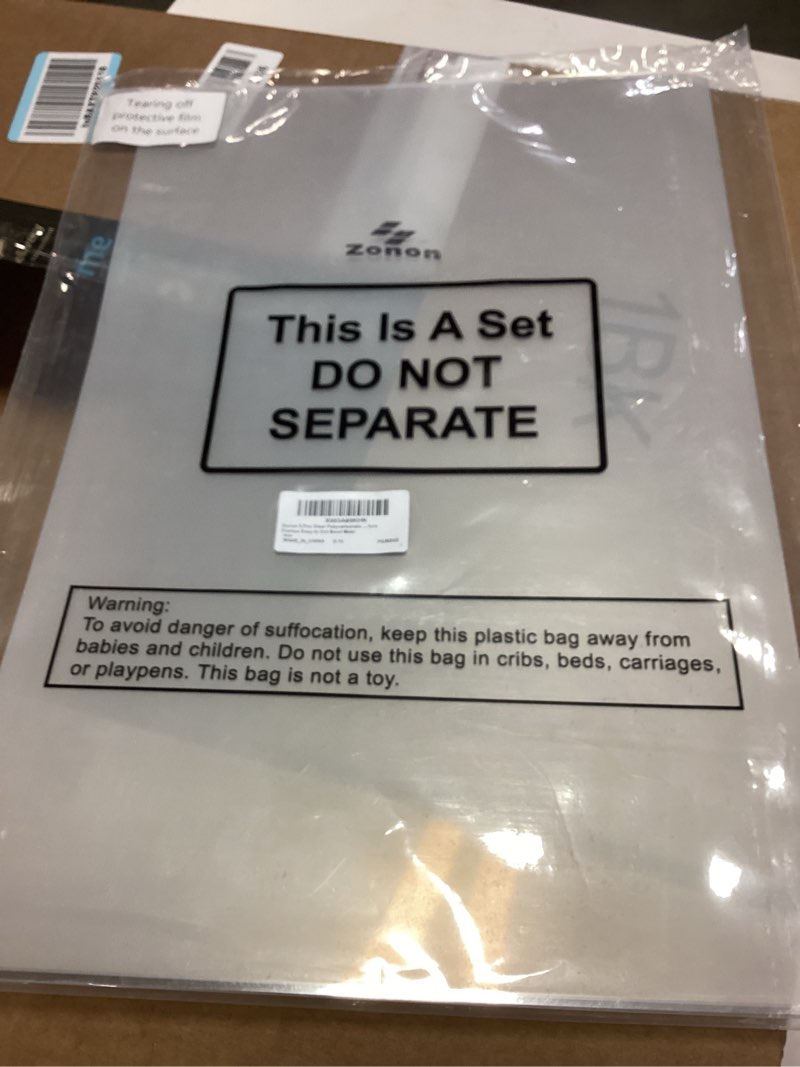 Tearing off
protective film
on the surface
me
zonon
This Is A Set
DO NOT
SEPARATE
Warning:
To avoid danger of suffocation, keep this plastic bag away from
babies and children. Do not use this bag in cribs, beds, carriages,
or playpens. This bag is not a toy.